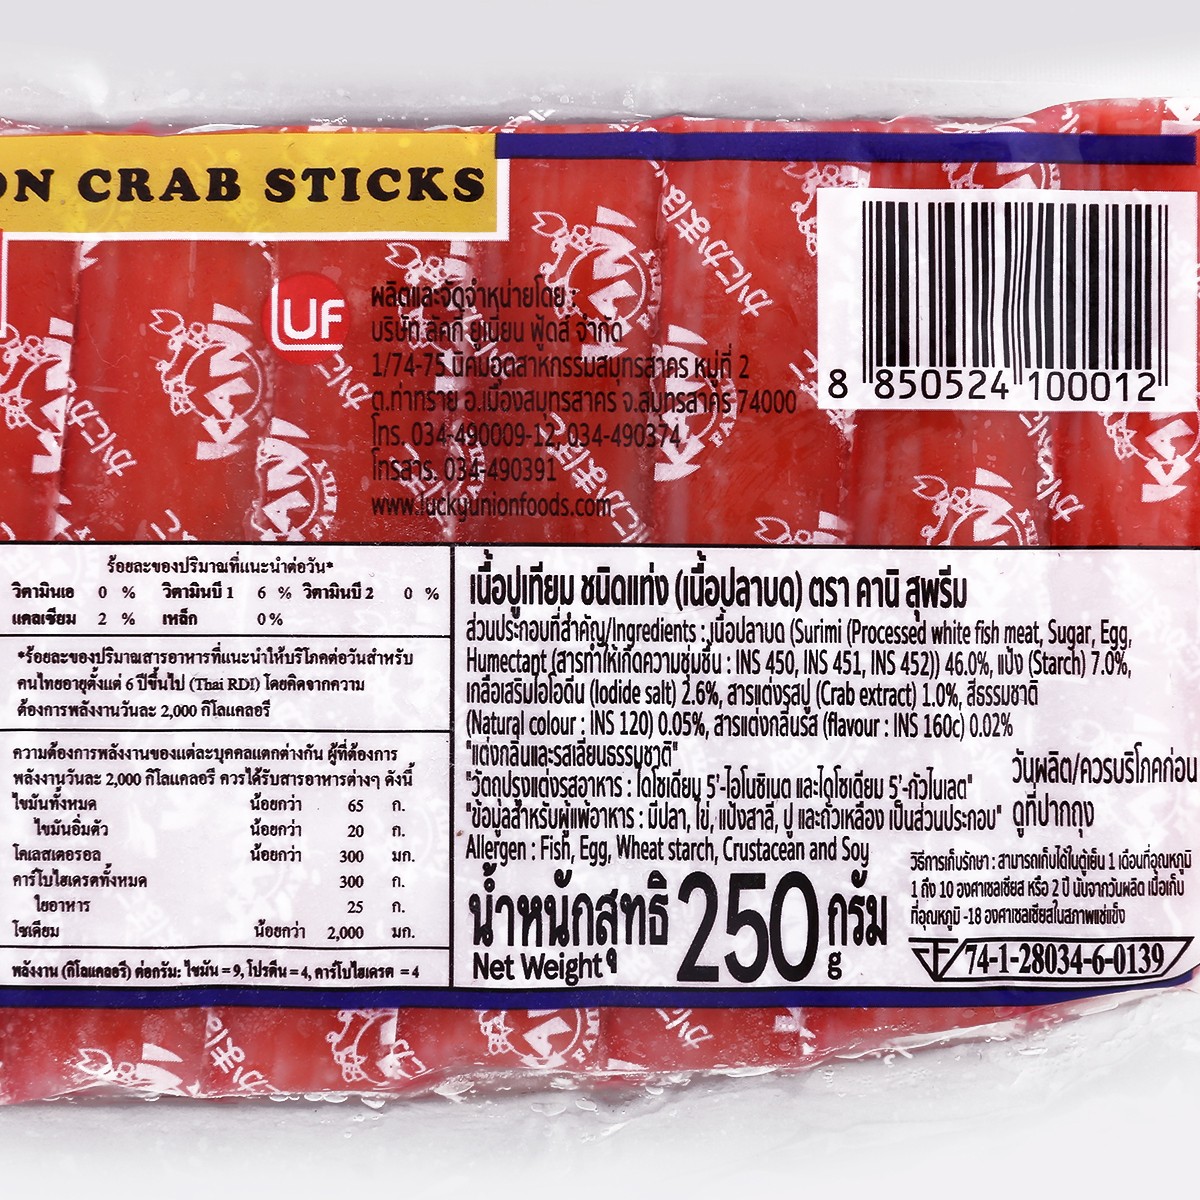 ON CRAB STICKS
UF
ผลิตและจัดจำหน่ายโดย :
บริษัท ลัคกี้ ยูเนี่ยน ฟู้ดส์ จำกัด
1/74-75 นิคมอุตสาหกรรมสมุทรสาคร หมู่ที่ 2
ต.ท่าทราย อ.เมืองสมุทรสาคร จ.สมุทรสาคร 74000
โทร. 034-490009-12, 034-490374
โทรสาร. 034-490391
www.luckyunionfoods.com
8 850524 100012
KANI FAMILY
かにかまぼこ
ร้อยละของปริมาณที่แนะนำต่อวัน*
วิตามินเอ 0 % วิตามินบี 1 6 % วิตามินบี 2 0 %
แคลเซียม 2 % เหล็ก 0 %
*ร้อยละของปริมาณสารอาหารที่แนะนำให้บริโภคต่อวันสำหรับ
คนไทยอายุตั้งแต่ 6 ปีขึ้นไป (Thai RDI) โดยคิดจากความ
ต้องการพลังงานวันละ 2,000 กิโลแคลอรี
ความต้องการพลังงานของแต่ละบุคคลแตกต่างกัน ผู้ที่ต้องการ
พลังงานวันละ 2,000 กิโลแคลอรี ควรได้รับสารอาหารต่างๆ ดังนี้
ไขมันทั้งหมด น้อยกว่า 65 ก.
ไขมันอิ่มตัว น้อยกว่า 20 ก.
โคเลสเตอรอล น้อยกว่า 300 มก.
คาร์โบไฮเดรตทั้งหมด 300 ก.
ใยอาหาร 25 ก.
โซเดียม น้อยกว่า 2,000 มก.
พลังงาน (กิโลแคลอรี) ต่อกรัม: ไขมัน = 9, โปรตีน = 4, คาร์โบไฮเดรต = 4
เนื้อปูเทียม ชนิดแท่ง (เนื้อปลาบด) ตรา คานิ สุพรีม
ส่วนประกอบที่สำคัญ/Ingredients : เนื้อปลาบด (Surimi (Processed white fish meat, Sugar, Egg,
Humectant (สารทำให้เกิดความชุ่มชื้น : INS 450, INS 451, INS 452)) 46.0%, แป้ง (Starch) 7.0%,
เกลือเสริมไอโอดีน (Iodide salt) 2.6%, สารแต่งรสปู (Crab extract) 1.0%, สีธรรมชาติ
(Natural colour : INS 120) 0.05%, สารแต่งกลิ่นรส (flavour : INS 160c) 0.02%
"แต่งกลิ่นและรสเลียนธรรมชาติ"
"วัตถุปรุงแต่งรสอาหาร : ไดโซเดียม 5'-ไอโนซิเนต และไดโซเดียม 5'-กัวไนเลต"
"ข้อมูลสำหรับผู้แพ้อาหาร : มีปลา, ไข่, แป้งสาลี, ปู และถั่วเหลือง เป็นส่วนประกอบ"
Allergen : Fish, Egg, Wheat starch, Crustacean and Soy
วันผลิต/ควรบริโภคก่อน
ดูที่ปากถุง
น้ำหนักสุทธิ 250 กรัม
Net Weight g
วิธีการเก็บรักษา : สามารถเก็บได้ในตู้เย็น 1 เดือนที่อุณหภูมิ
1 ถึง 10 องศาเซลเซียส หรือ 2 ปี นับจากวันผลิต เมื่อเก็บ
ที่อุณหภูมิ -18 องศาเซลเซียสในสภาพแช่แข็ง
74-1-28034-6-0139